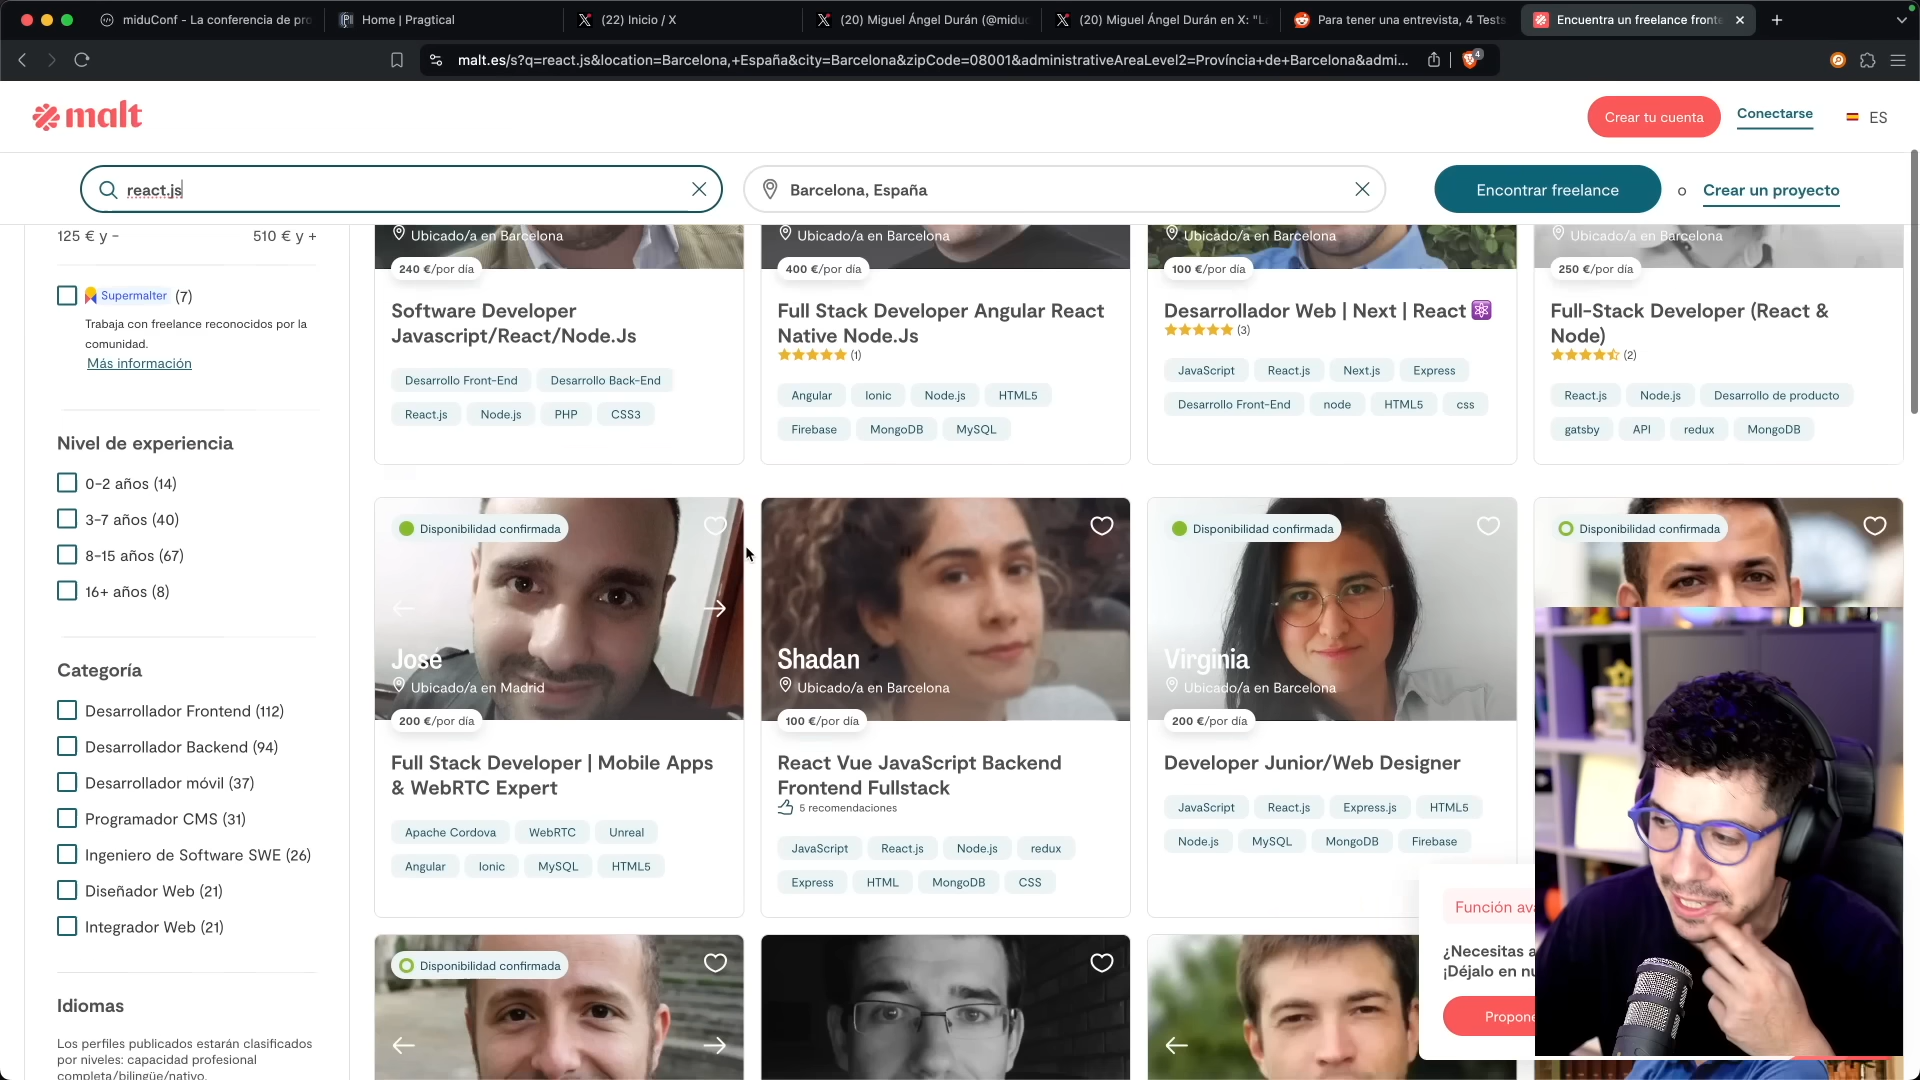 miduConf - La conferencia de pro
Home | Pragtical
(22) Inicio / X
(20) Miguel Ángel Durán (@miduc
(20) Miguel Ángel Durán en X: "L
Para tener una entrevista, 4 Tests
Encuentra un freelance fronte
malt.es/s?q=react.js&location=Barcelona,+España&city=Barcelona&zipCode=08001&administrativeAreaLevel2=Província+de+Barcelona&admi...
4
malt
Crear tu cuenta
Conectarse
ES
react.js
Barcelona, España
Encontrar freelance
o
Crear un proyecto
125 € y -
510 € y +
Supermalter (7)
Trabaja con freelance reconocidos por la
comunidad.
Más información
Nivel de experiencia
0-2 años (14)
3-7 años (40)
8-15 años (67)
16+ años (8)
Categoría
Desarrollador Frontend (112)
Desarrollador Backend (94)
Desarrollador móvil (37)
Programador CMS (31)
Ingeniero de Software SWE (26)
Diseñador Web (21)
Integrador Web (21)
Idiomas
Los perfiles publicados estarán clasificados
por niveles: capacidad profesional
completa/bilingüe/nativo.
Ubicado/a en Barcelona
240 €/por día
Software Developer
Javascript/React/Node.Js
Desarrollo Front-End
Desarrollo Back-End
React.js
Node.js
PHP
CSS3
Ubicado/a en Barcelona
400 €/por día
Full Stack Developer Angular React
Native Node.Js
(1)
Angular
Ionic
Node.js
HTML5
Firebase
MongoDB
MySQL
Ubicado/a en Barcelona
100 €/por día
Desarrollador Web | Next | React
(3)
JavaScript
React.js
Next.js
Express
Desarrollo Front-End
node
HTML5
css
Ubicado/a en Barcelona
250 €/por día
Full-Stack Developer (React &
Node)
(2)
React.js
Node.js
Desarrollo de producto
gatsby
API
redux
MongoDB
Disponibilidad confirmada
Jose
Ubicado/a en Madrid
200 €/por día
Full Stack Developer | Mobile Apps
& WebRTC Expert
Apache Cordova
WebRTC
Unreal
Angular
Ionic
MySQL
HTML5
Shadan
Ubicado/a en Barcelona
100 €/por día
React Vue JavaScript Backend
Frontend Fullstack
5 recomendaciones
JavaScript
React.js
Node.js
redux
Express
HTML
MongoDB
CSS
Disponibilidad confirmada
Virginia
Ubicado/a en Barcelona
200 €/por día
Developer Junior/Web Designer
JavaScript
React.js
Express.js
HTML5
Node.js
MySQL
MongoDB
Firebase
Disponibilidad confirmada
Disponibilidad confirmada
Función ava
¿Necesitas a
¡Déjalo en nu
Propone